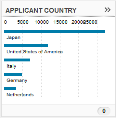 APPLICANT COUNTRY »
0 5000 10000 15000 20000 25000
Japan
United States of America
Italy
Germany
Netherlands